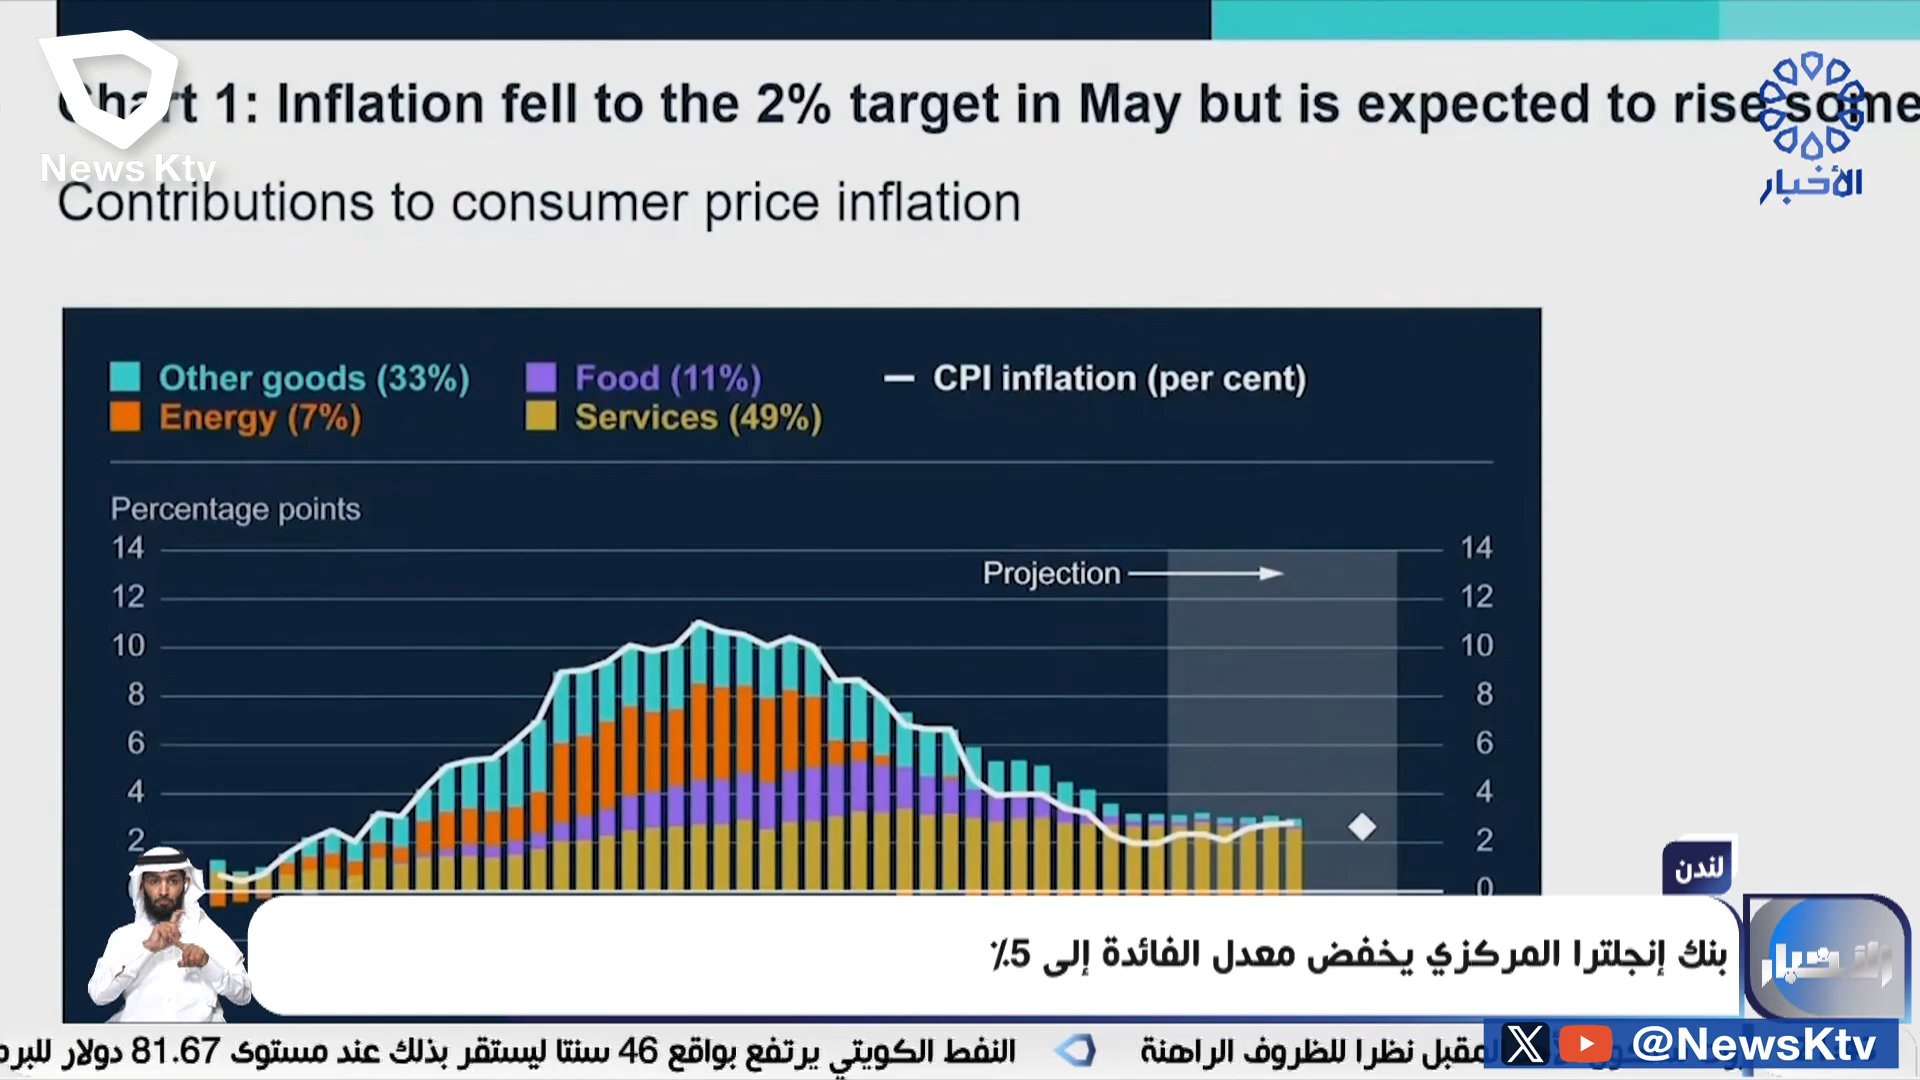 Chart 1: Inflation fell to the 2% target in May but is expected to rise some
News Ktv
الأخبار
Contributions to consumer price inflation
Other goods (33%)
Food (11%)
CPI inflation (per cent)
Energy (7%)
Services (49%)
Percentage points
14
14
Projection
12
12
10
10
8
8
6
6
4
4
2
2
0
لندن
بنك إنجلترا المركزي يخفض معدل الفائدة إلى 5٪
الأخبار
المقبل نظرا للظروف الراهنة
النفط الكويتي يرتفع بواقع 46 سنتا ليستقر بذلك عند مستوى 81.67 دولار للبرم
@NewsKtv